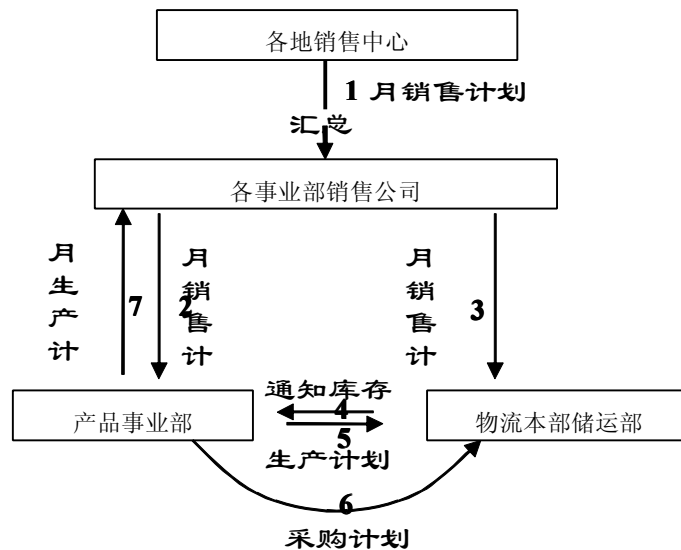 各地销售中心
1 月销售计划
汇总
各事业部销售公司
月生产计
7
2
月销售计
月销售计
3
通知库存
4
产品事业部
物流本部储运部
5
生产计划
6
采购计划